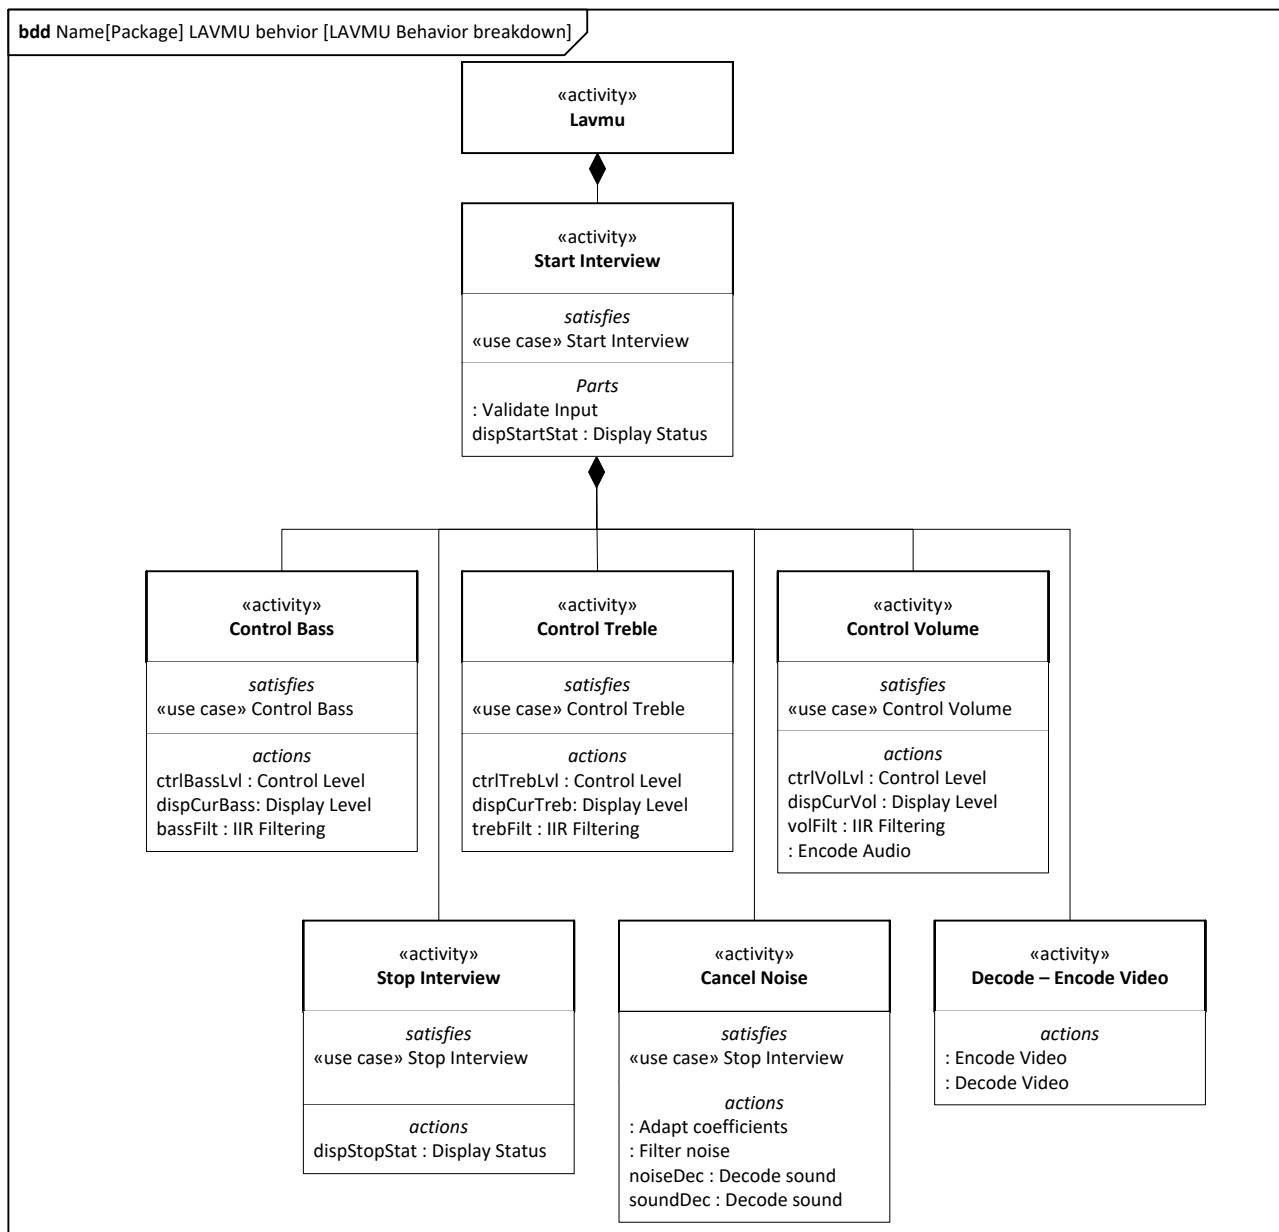 bdd Name[Package] LAVMU behvior [LAVMU Behavior breakdown]
«activity»
Lavmu
«activity»
Start Interview
satisfies
«use case» Start Interview
Parts
: Validate Input
dispStartStat : Display Status
«activity»
Control Bass
satisfies
«use case» Control Bass
actions
ctrlBassLvl : Control Level
dispCurBass: Display Level
bassFilt : IIR Filtering
«activity»
Control Treble
satisfies
«use case» Control Treble
actions
ctrlTrebLvl : Control Level
dispCurTreb: Display Level
trebFilt : IIR Filtering
«activity»
Control Volume
satisfies
«use case» Control Volume
actions
ctrlVolLvl : Control Level
dispCurVol : Display Level
volFilt : IIR Filtering
: Encode Audio
«activity»
Stop Interview
satisfies
«use case» Stop Interview
actions
dispStopStat : Display Status
«activity»
Cancel Noise
satisfies
«use case» Stop Interview
actions
: Adapt coefficients
: Filter noise
noiseDec : Decode sound
soundDec : Decode sound
«activity»
Decode – Encode Video
actions
: Encode Video
: Decode Video